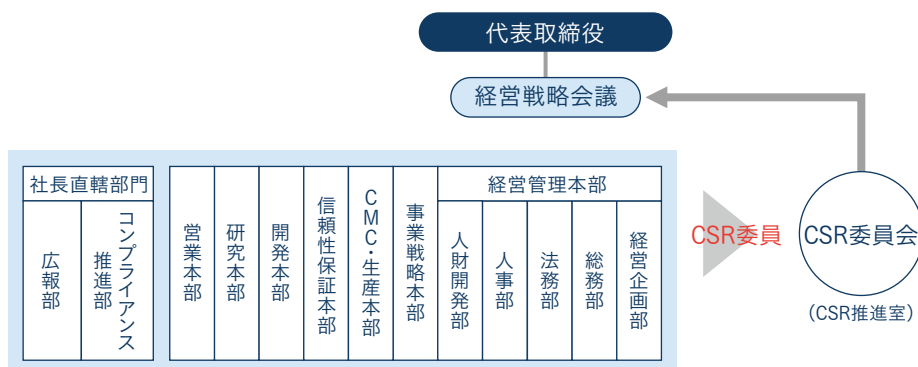 代表取締役
経営戦略会議
社長直轄部門
広報部
コンプライアンス
推進部
営業本部
研究本部
開発本部
信頼性保証本部
CMC・生産本部
事業戦略本部
経営管理本部
人財開発部
人事部
法務部
総務部
経営企画部
CSR委員
CSR委員会
（CSR推進室）